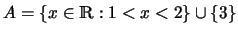 A = {x ∈ ℝ : 1 < x < 2} ∪ {3}